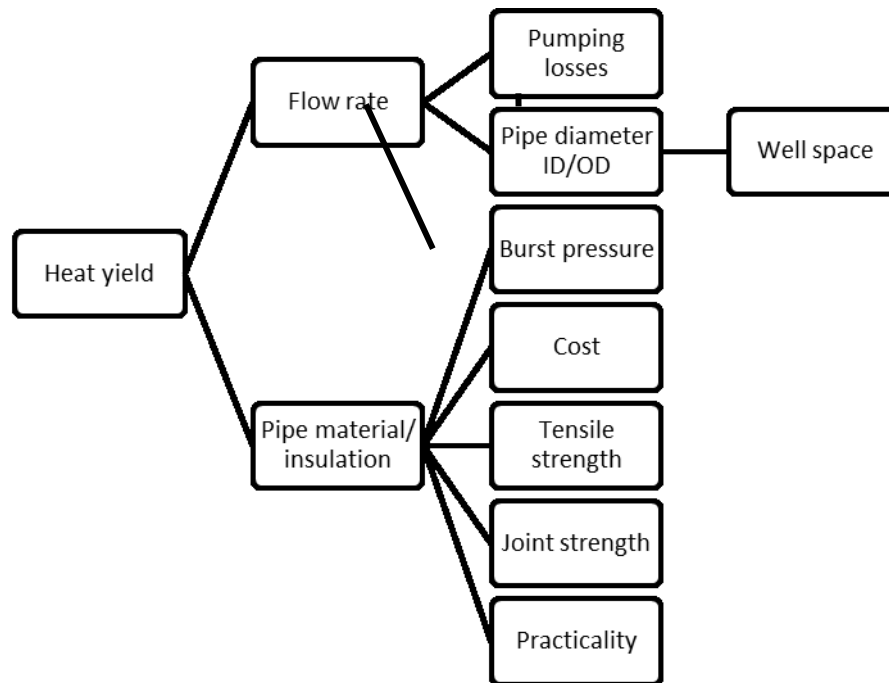 Pumping
losses
Flow rate
Pipe diameter
ID/OD
Well space
Burst pressure
Heat yield
Cost
Pipe material/
insulation
Tensile
strength
Joint strength
Practicality